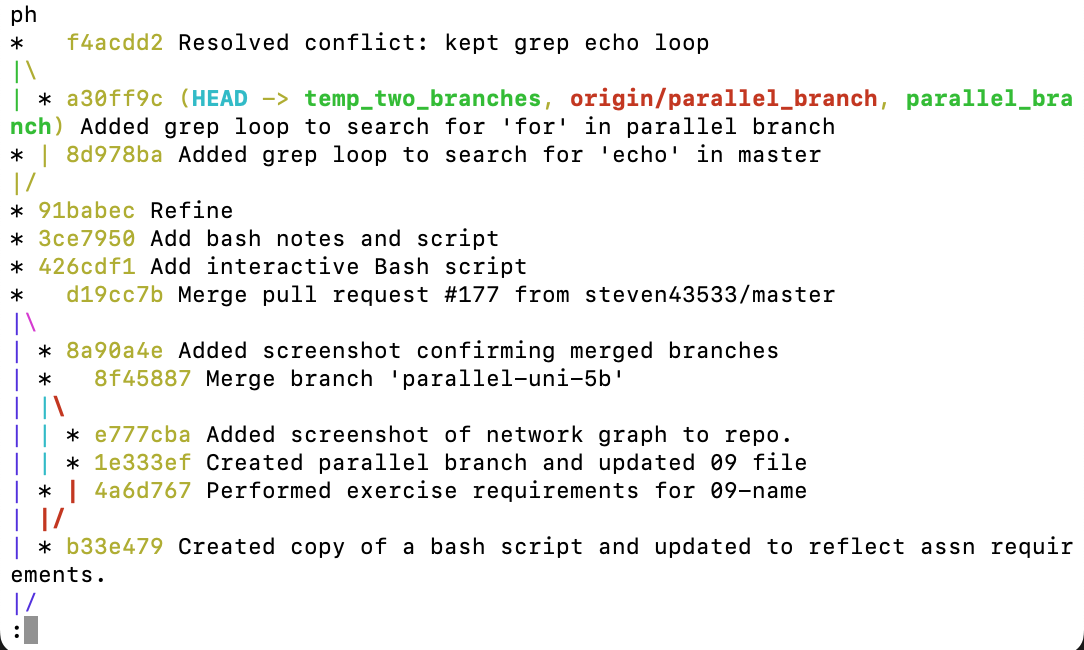 ph
*   f4acdd2 Resolved conflict: kept grep echo loop
|\
| * a30ff9c (HEAD -> temp_two_branches, origin/parallel_branch, parallel_bra
nch) Added grep loop to search for 'for' in parallel branch
* | 8d978ba Added grep loop to search for 'echo' in master
|/
* 91babec Refine
* 3ce7950 Add bash notes and script
* 426cdf1 Add interactive Bash script
*   d19cc7b Merge pull request #177 from steven43533/master
|\
| * 8a90a4e Added screenshot confirming merged branches
| *   8f45887 Merge branch 'parallel-uni-5b'
| |\
| | * e777cba Added screenshot of network graph to repo.
| | * 1e333ef Created parallel branch and updated 09 file
| * | 4a6d767 Performed exercise requirements for 09-name
| |/
| * b33e479 Created copy of a bash script and updated to reflect assn requir
ements.
|/
: